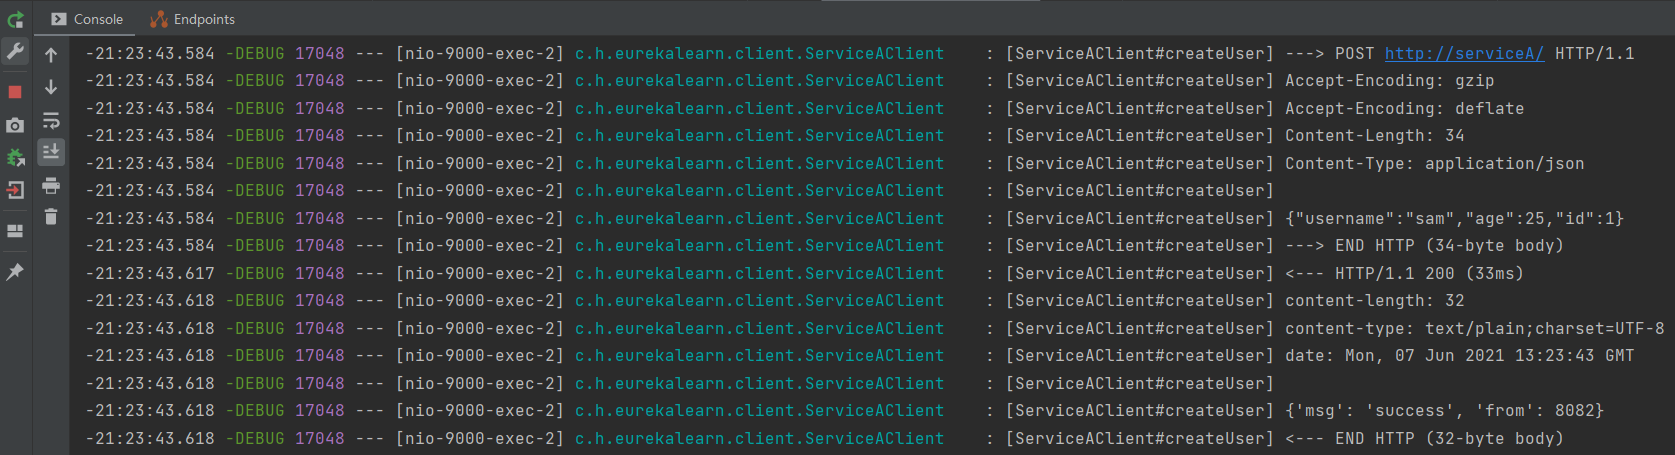 Console Endpoints
-21:23:43.584 -DEBUG 17048 --- [nio-9000-exec-2] c.h.eurekalearn.client.ServiceAClient : [ServiceAClient#createUser] ---> POST http://serviceA/ HTTP/1.1
-21:23:43.584 -DEBUG 17048 --- [nio-9000-exec-2] c.h.eurekalearn.client.ServiceAClient : [ServiceAClient#createUser] Accept-Encoding: gzip
-21:23:43.584 -DEBUG 17048 --- [nio-9000-exec-2] c.h.eurekalearn.client.ServiceAClient : [ServiceAClient#createUser] Accept-Encoding: deflate
-21:23:43.584 -DEBUG 17048 --- [nio-9000-exec-2] c.h.eurekalearn.client.ServiceAClient : [ServiceAClient#createUser] Content-Length: 34
-21:23:43.584 -DEBUG 17048 --- [nio-9000-exec-2] c.h.eurekalearn.client.ServiceAClient : [ServiceAClient#createUser] Content-Type: application/json
-21:23:43.584 -DEBUG 17048 --- [nio-9000-exec-2] c.h.eurekalearn.client.ServiceAClient : [ServiceAClient#createUser]
-21:23:43.584 -DEBUG 17048 --- [nio-9000-exec-2] c.h.eurekalearn.client.ServiceAClient : [ServiceAClient#createUser] {"username":"sam","age":25,"id":1}
-21:23:43.584 -DEBUG 17048 --- [nio-9000-exec-2] c.h.eurekalearn.client.ServiceAClient : [ServiceAClient#createUser] ---> END HTTP (34-byte body)
-21:23:43.617 -DEBUG 17048 --- [nio-9000-exec-2] c.h.eurekalearn.client.ServiceAClient : [ServiceAClient#createUser] <--- HTTP/1.1 200 (33ms)
-21:23:43.618 -DEBUG 17048 --- [nio-9000-exec-2] c.h.eurekalearn.client.ServiceAClient : [ServiceAClient#createUser] content-length: 32
-21:23:43.618 -DEBUG 17048 --- [nio-9000-exec-2] c.h.eurekalearn.client.ServiceAClient : [ServiceAClient#createUser] content-type: text/plain;charset=UTF-8
-21:23:43.618 -DEBUG 17048 --- [nio-9000-exec-2] c.h.eurekalearn.client.ServiceAClient : [ServiceAClient#createUser] date: Mon, 07 Jun 2021 13:23:43 GMT
-21:23:43.618 -DEBUG 17048 --- [nio-9000-exec-2] c.h.eurekalearn.client.ServiceAClient : [ServiceAClient#createUser]
-21:23:43.618 -DEBUG 17048 --- [nio-9000-exec-2] c.h.eurekalearn.client.ServiceAClient : [ServiceAClient#createUser] {'msg': 'success', 'from': 8082}
-21:23:43.618 -DEBUG 17048 --- [nio-9000-exec-2] c.h.eurekalearn.client.ServiceAClient : [ServiceAClient#createUser] <--- END HTTP (32-byte body)